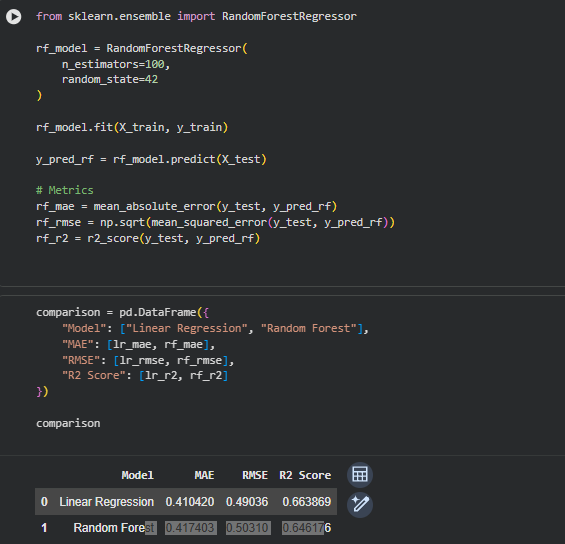 from sklearn.ensemble import RandomForestRegressor
rf_model = RandomForestRegressor(
    n_estimators=100,
    random_state=42
)
rf_model.fit(X_train, y_train)
y_pred_rf = rf_model.predict(X_test)
# Metrics
rf_mae = mean_absolute_error(y_test, y_pred_rf)
rf_rmse = np.sqrt(mean_squared_error(y_test, y_pred_rf))
rf_r2 = r2_score(y_test, y_pred_rf)
comparison = pd.DataFrame({
    "Model": ["Linear Regression", "Random Forest"],
    "MAE": [lr_mae, rf_mae],
    "RMSE": [lr_rmse, rf_rmse],
    "R2 Score": [lr_r2, rf_r2]
})
comparison
Model MAE RMSE R2 Score
0 Linear Regression 0.410420 0.49036 0.663869
1 Random Forest 0.417403 0.50310 0.646176